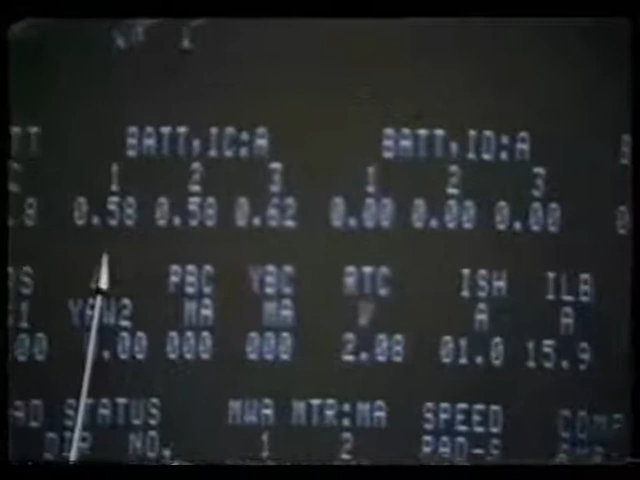 BATT,IC:A BATT,ID:A
1 2 3 1 2 3
0.58 0.58 0.62 0.00 0.00 0.00
PBC YBC RTC ISH ILB
YAW2 MA MA V A A
00 .00 000 000 2.08 01.0 15.9
STATUS MWA MTR:MA SPEED
DIR NO. 1 2 RAD-S